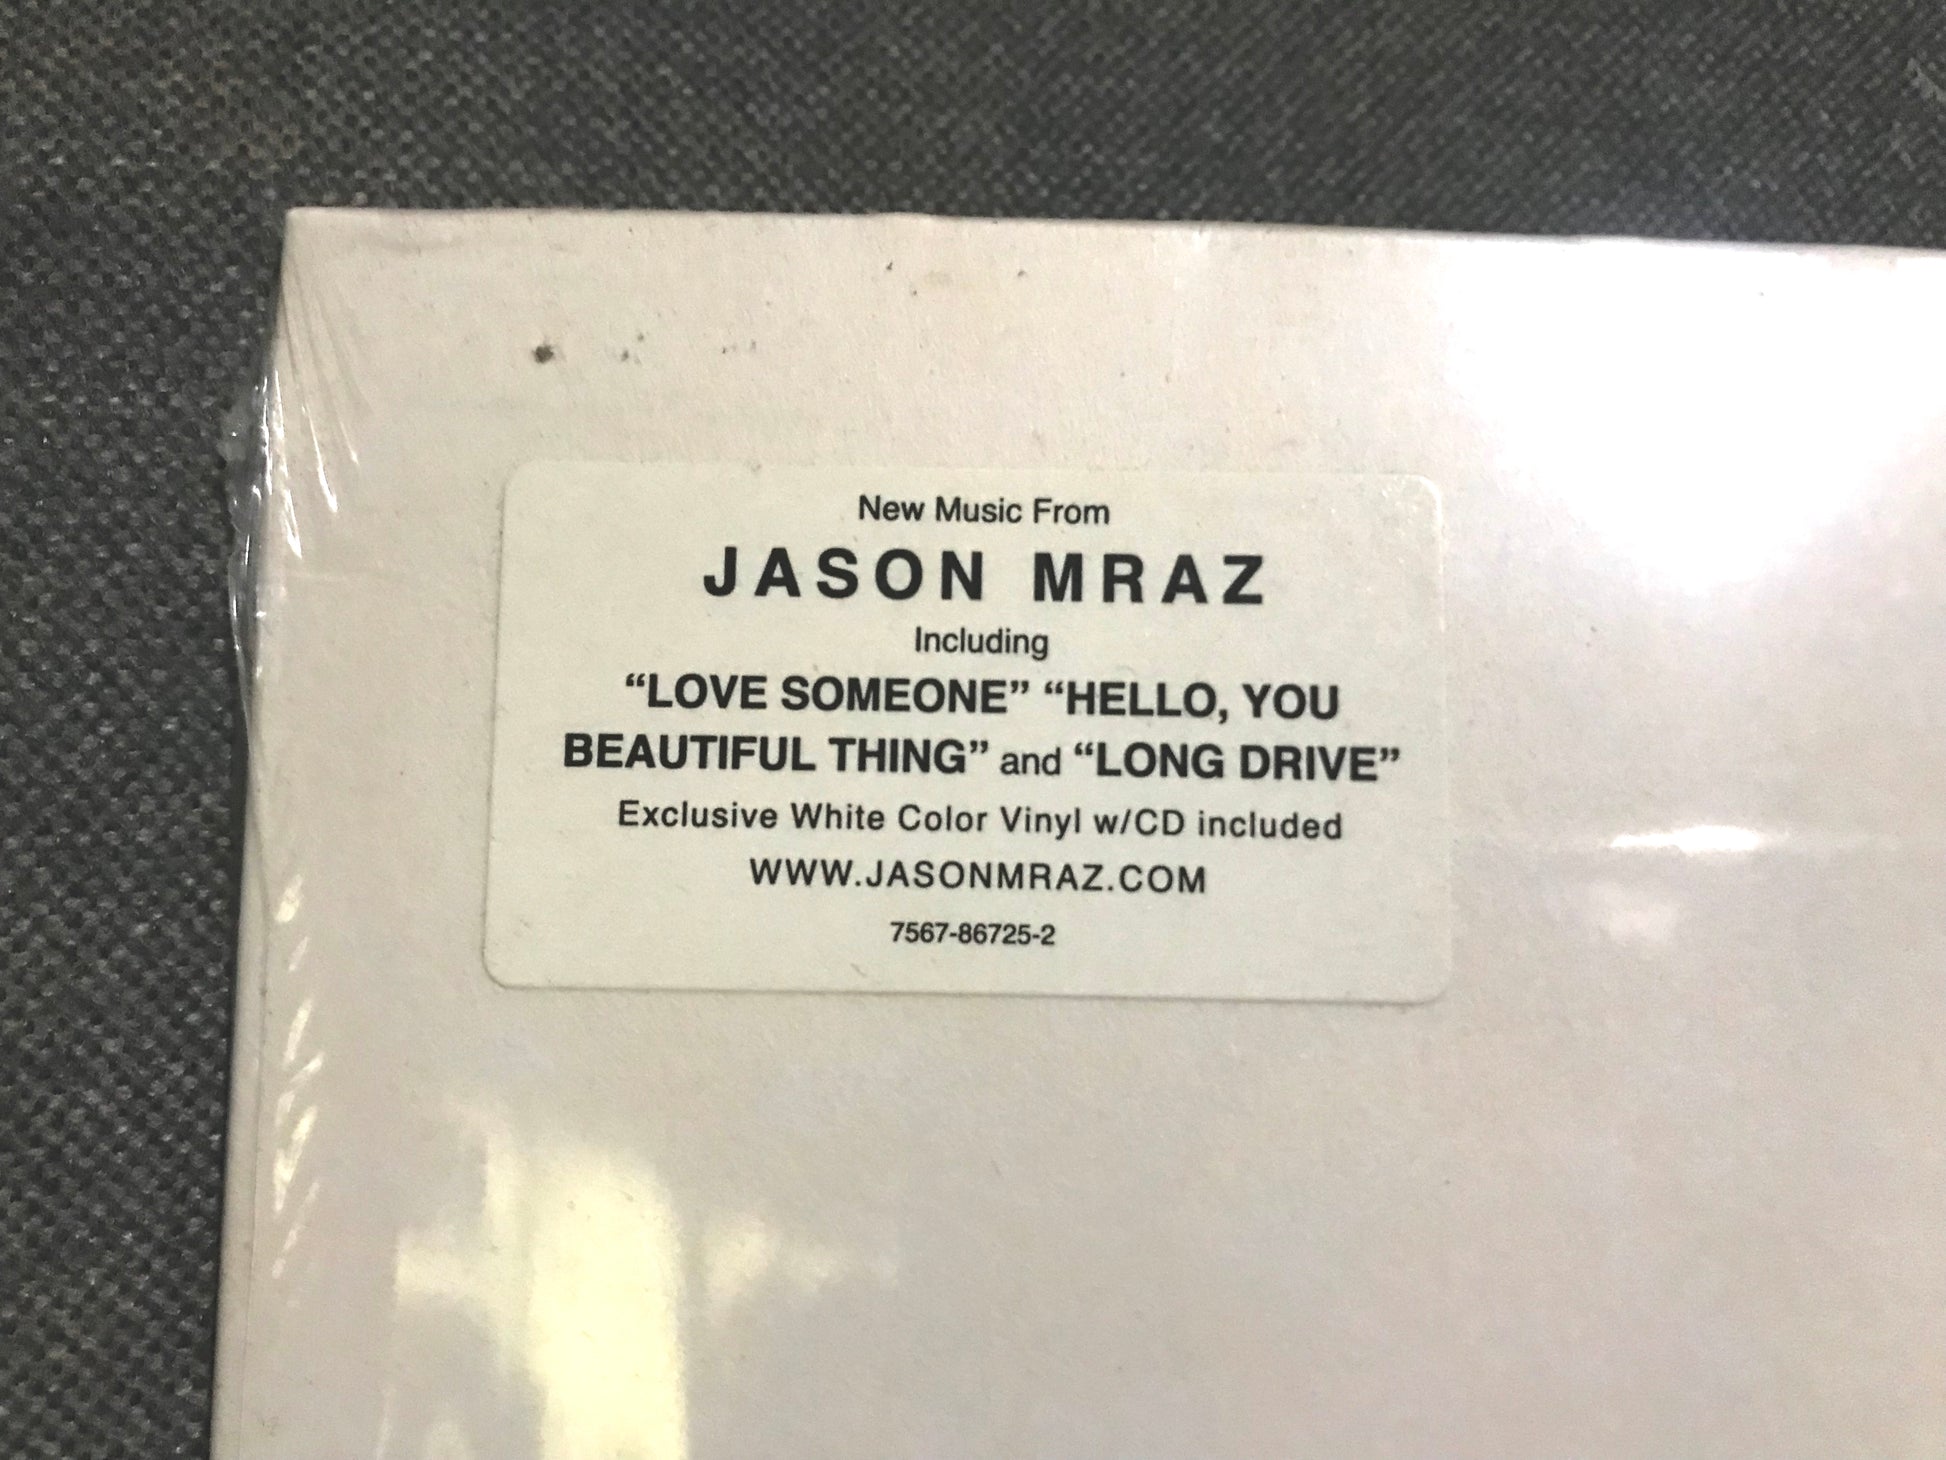 New Music From
JASON MRAZ
Including
“LOVE SOMEONE” “HELLO, YOU
BEAUTIFUL THING” and “LONG DRIVE”
Exclusive White Color Vinyl w/CD included
WWW.JASONMRAZ.COM
7567-86725-2